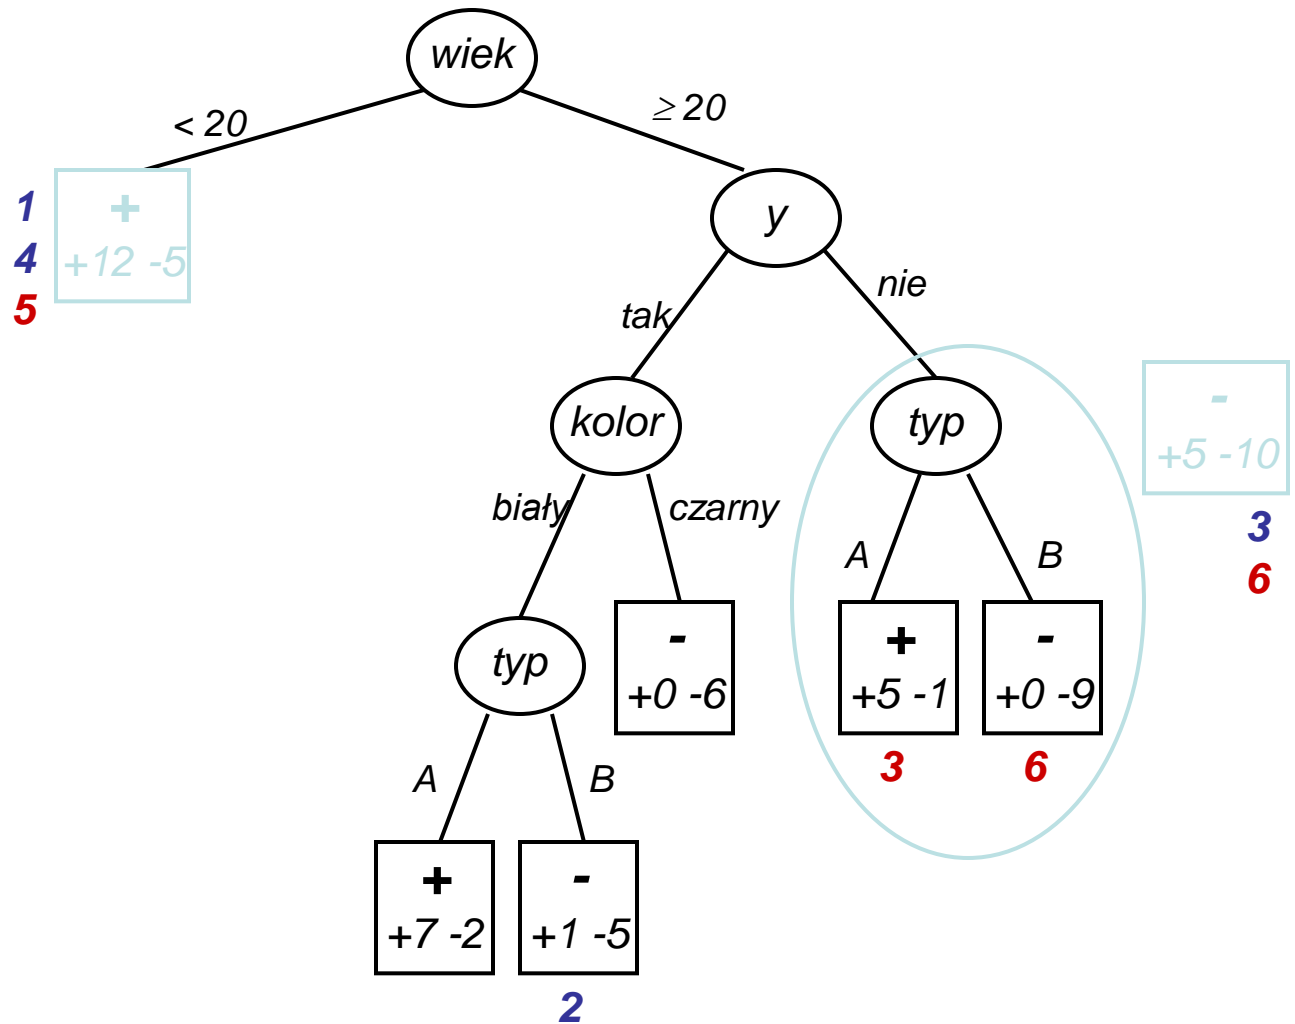 wiek
< 20
≥ 20
1
4
5
+
+12 -5
y
tak
nie
kolor
typ
-
+5 -10
3
6
biały
czarny
A
B
typ
-
+0 -6
+
+5 -1
-
+0 -9
3
6
A
B
+
+7 -2
-
+1 -5
2